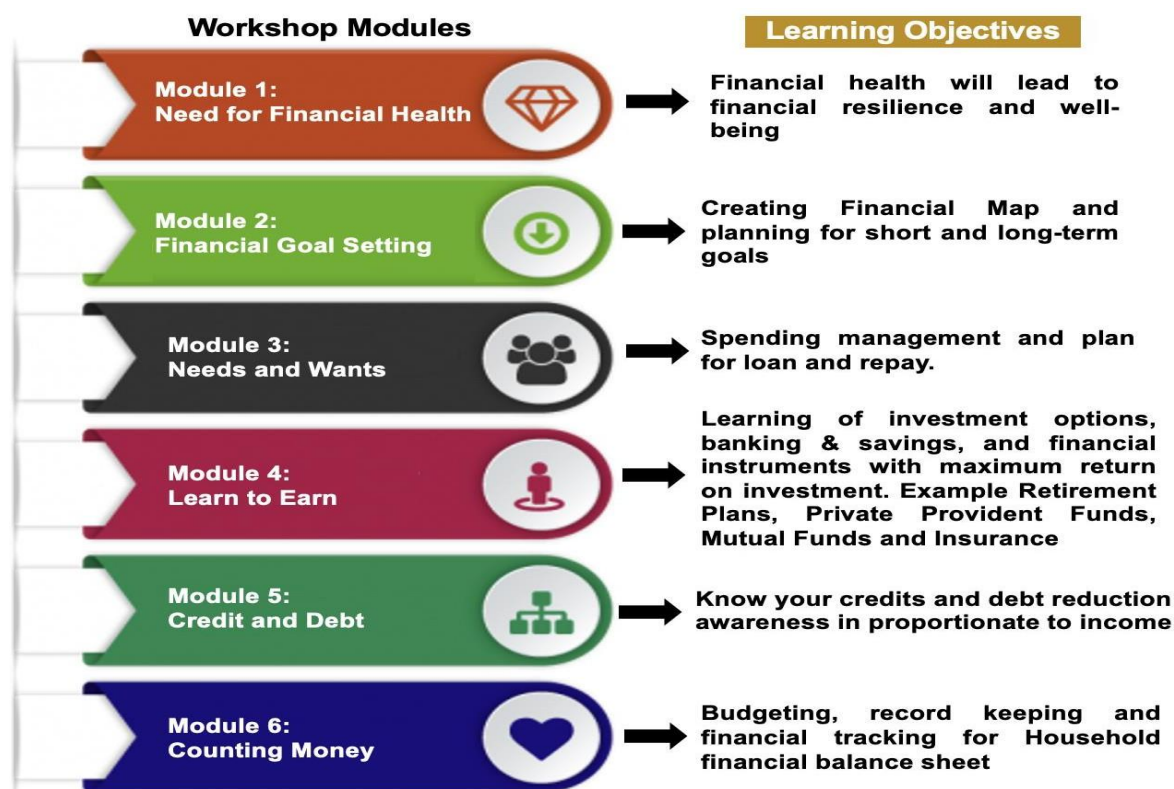 Workshop Modules
Learning Objectives
Module 1:
Need for Financial Health
Financial health will lead to
financial resilience and well-
being
Module 2:
Financial Goal Setting
Creating Financial Map and
planning for short and long-term
goals
Module 3:
Needs and Wants
Spending management and plan
for loan and repay.
Module 4:
Learn to Earn
Learning of investment options,
banking & savings, and financial
instruments with maximum return
on investment. Example Retirement
Plans, Private Provident Funds,
Mutual Funds and Insurance
Module 5:
Credit and Debt
Know your credits and debt reduction
awareness in proportionate to income
Module 6:
Counting Money
Budgeting, record keeping and
financial tracking for Household
financial balance sheet